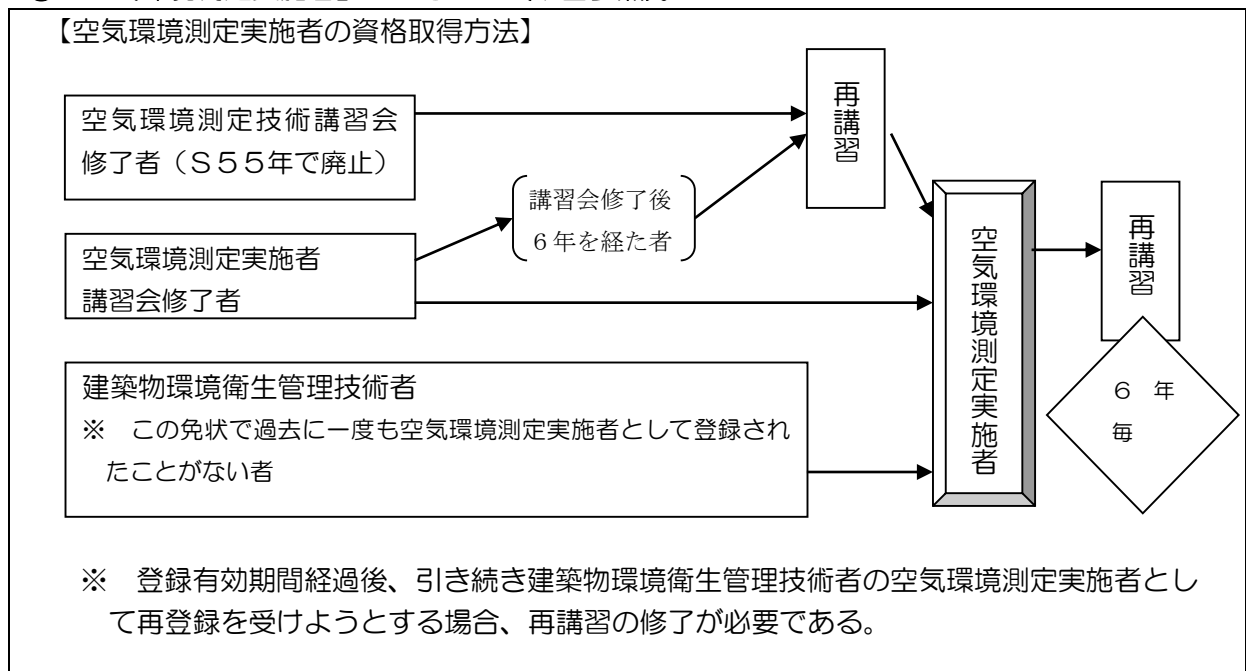 【空気環境測定実施者の資格取得方法】
空気環境測定技術講習会
修了者（S55年で廃止）
講習会修了後
6年を経た者
再講習
空気環境測定実施者
講習会修了者
建築物環境衛生管理技術者
※　この免状で過去に一度も空気環境測定実施者として登録され
たことがない者
空気環境測定実施者
再講習
6　年
毎
※　登録有効期間経過後、引き続き建築物環境衛生管理技術者の空気環境測定実施者とし
て再登録を受けようとする場合、再講習の修了が必要である。